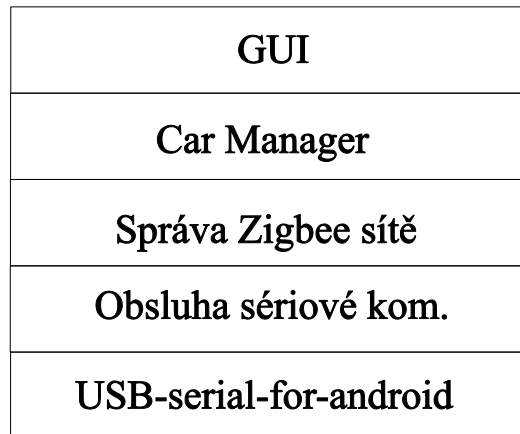 GUI
Car Manager
Správa Zigbee sítě
Obsluha sériové kom.
USB-serial-for-android